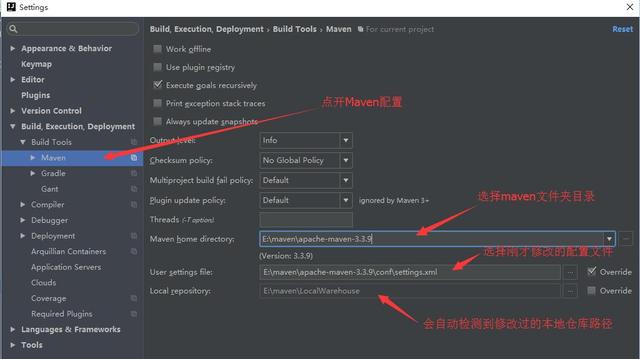 Settings
Build, Execution, Deployment › Build Tools › Maven For current project Reset
Appearance & Behavior
Keymap
Editor
Plugins
Version Control
Build, Execution, Deployment
Build Tools
Maven
Gradle
Gant
Compiler
Debugger
Deployment
Arquillian Containers
Application Servers
Clouds
Coverage
Required Plugins
Languages & Frameworks
Tools
Work offline
Use plugin registry
Execute goals recursively
Print exception stack traces
Always update snapshots
点开Maven配置
Output level: Info
Checksum policy: No Global Policy
Multiproject build fail policy: Default
Plugin update policy: Default ignored by Maven 3+
Threads (-T option)
选择maven文件夹目录
Maven home directory: E:\maven\apache-maven-3.3.9
(Version: 3.3.9)
选择刚才修改的配置文件
User settings file: E:\maven\apache-maven-3.3.9\conf\settings.xml Override
Local repository: E:\maven\LocalWarehouse Override
会自动检测到修改过的本地仓库路径